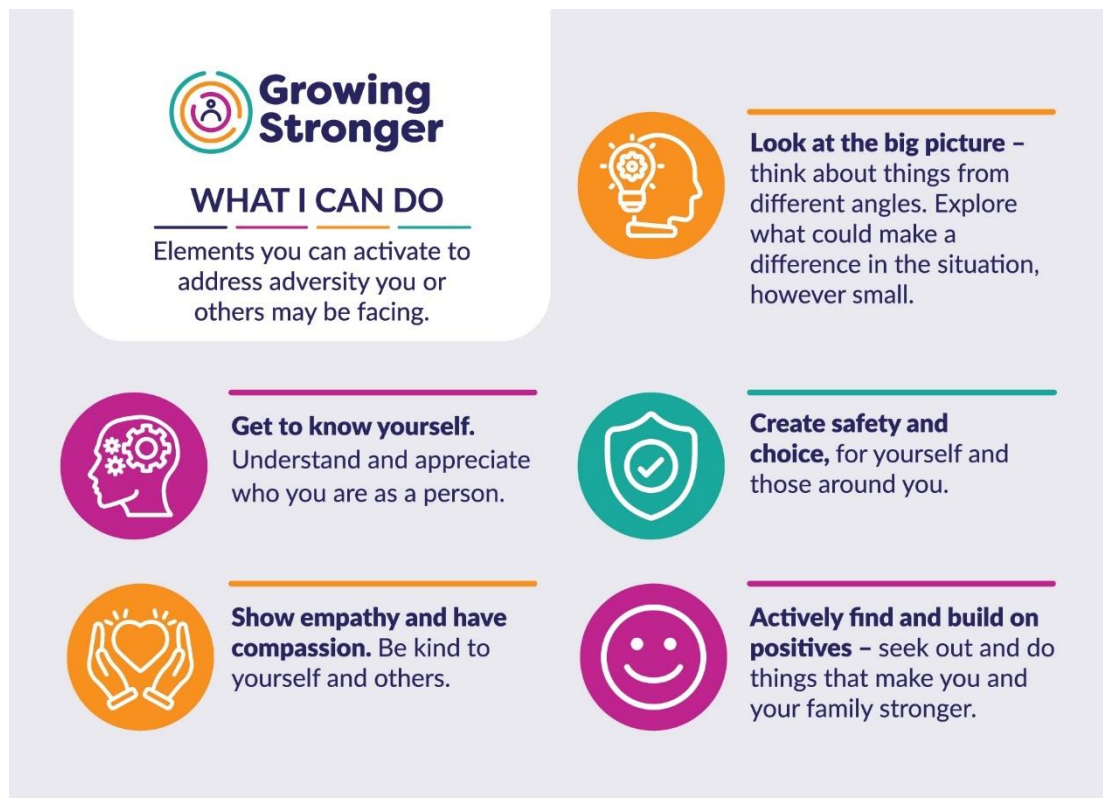 Growing
Stronger
WHAT I CAN DO
Elements you can activate to
address adversity you or
others may be facing.
Look at the big picture –
think about things from
different angles. Explore
what could make a
difference in the situation,
however small.
Get to know yourself.
Understand and appreciate
who you are as a person.
Create safety and
choice, for yourself and
those around you.
Show empathy and have
compassion. Be kind to
yourself and others.
Actively find and build on
positives – seek out and do
things that make you and
your family stronger.